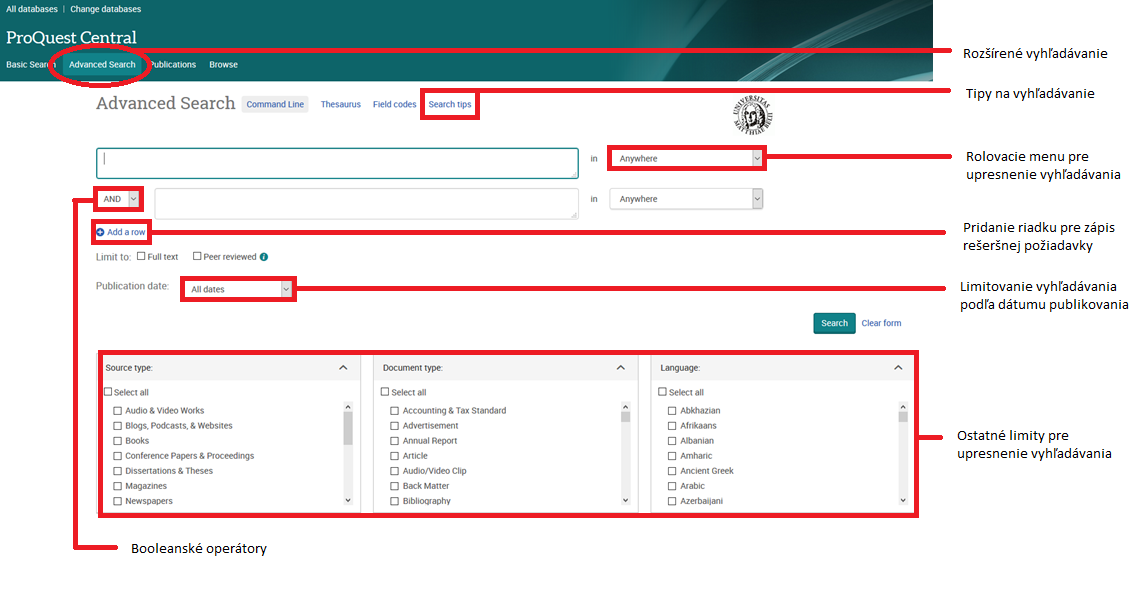 All databases | Change databases
ProQuest Central
Basic Search Advanced Search Publications Browse
Rozšírené vyhľadávanie
Advanced Search Command Line Thesaurus Field codes Search tips
Tipy na vyhľadávanie
UNIVERSITAS MATTHIAE BELII
in Anywhere
Rolovacie menu pre
upresnenie vyhľadávania
AND in Anywhere
Add a row
Pridanie riadku pre zápis
rešeršnej požiadavky
Limit to: Full text Peer reviewed i
Publication date: All dates
Limitovanie vyhľadávania
podľa dátumu publikovania
Search Clear form
Source type:
Select all
Audio & Video Works
Blogs, Podcasts, & Websites
Books
Conference Papers & Proceedings
Dissertations & Theses
Magazines
Newspapers
Document type:
Select all
Accounting & Tax Standard
Advertisement
Annual Report
Article
Audio/Video Clip
Back Matter
Bibliography
Language:
Select all
Abkhazian
Afrikaans
Albanian
Amharic
Ancient Greek
Arabic
Azerbaijani
Ostatné limity pre
upresnenie vyhľadávania
Booleanské operátory